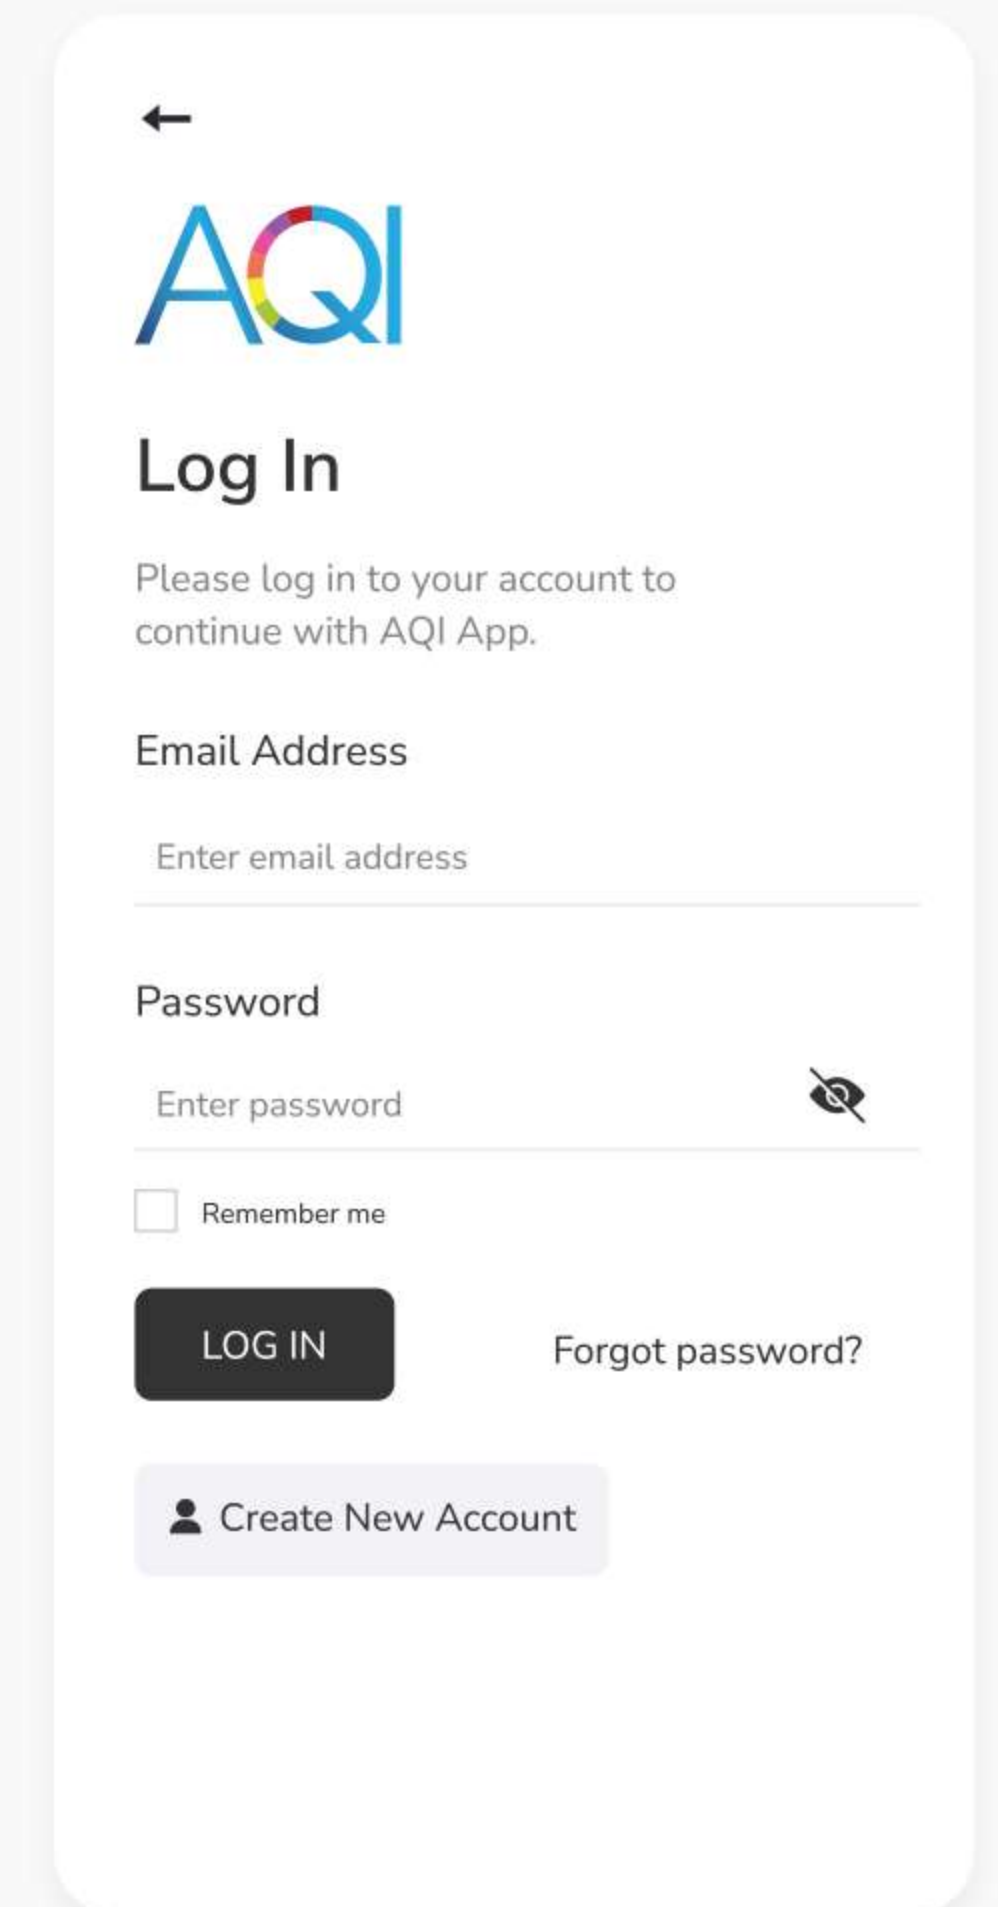 AQI
Log In
Please log in to your account to
continue with AQI App.
Email Address
Enter email address
Password
Enter password
Remember me
LOG IN
Forgot password?
Create New Account